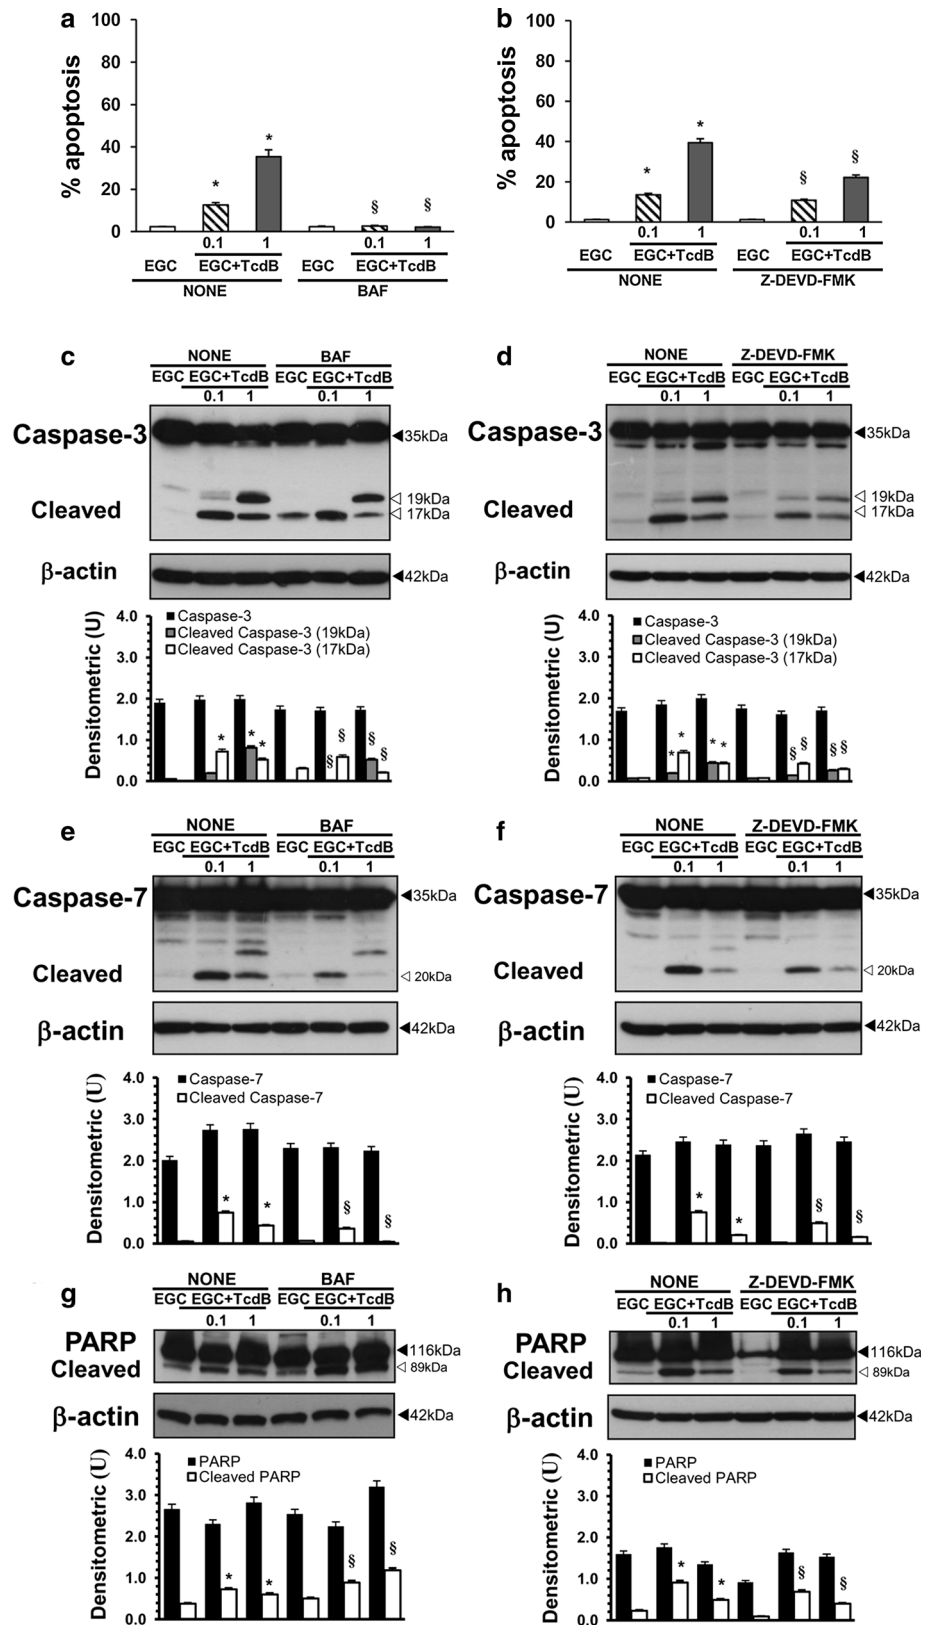 a
100
80
60
40
20
0
% apoptosis
*
*
§
§
0.1 1 0.1 1
EGC EGC+TcdB EGC EGC+TcdB
NONE BAF
b
100
80
60
40
20
0
% apoptosis
*
*
§
§
0.1 1 0.1 1
EGC EGC+TcdB EGC EGC+TcdB
NONE Z-DEVD-FMK
c
NONE BAF
EGC EGC+TcdB EGC EGC+TcdB
0.1 1 0.1 1
Caspase-3 ◀35kDa
◁19kDa
Cleaved ◁17kDa
β-actin ◀42kDa
4.0
3.0
2.0
1.0
0.0
Densitometric (U)
Caspase-3
Cleaved Caspase-3 (19kDa)
Cleaved Caspase-3 (17kDa)
* * * § § § §
d
NONE Z-DEVD-FMK
EGC EGC+TcdB EGC EGC+TcdB
0.1 1 0.1 1
Caspase-3 ◀35kDa
◁19kDa
Cleaved ◁17kDa
β-actin ◀42kDa
4.0
3.0
2.0
1.0
0.0
Densitometric (U)
Caspase-3
Cleaved Caspase-3 (19kDa)
Cleaved Caspase-3 (17kDa)
* * * * § § § §
e
NONE BAF
EGC EGC+TcdB EGC EGC+TcdB
0.1 1 0.1 1
Caspase-7 ◀35kDa
Cleaved ◁20kDa
β-actin ◀42kDa
4.0
3.0
2.0
1.0
0.0
Densitometric (U)
Caspase-7
Cleaved Caspase-7
* * § §
f
NONE Z-DEVD-FMK
EGC EGC+TcdB EGC EGC+TcdB
0.1 1 0.1 1
Caspase-7 ◀35kDa
Cleaved ◁20kDa
β-actin ◀42kDa
4.0
3.0
2.0
1.0
0.0
Densitometric (U)
Caspase-7
Cleaved Caspase-7
* * § §
g
NONE BAF
EGC EGC+TcdB EGC EGC+TcdB
0.1 1 0.1 1
PARP ◀116kDa
Cleaved ◁89kDa
β-actin ◀42kDa
4.0
3.0
2.0
1.0
0.0
Densitometric (U)
PARP
Cleaved PARP
* * § §
h
NONE Z-DEVD-FMK
EGC EGC+TcdB EGC EGC+TcdB
0.1 1 0.1 1
PARP ◀116kDa
Cleaved ◁89kDa
β-actin ◀42kDa
4.0
3.0
2.0
1.0
0.0
Densitometric (U)
PARP
Cleaved PARP
* * § §